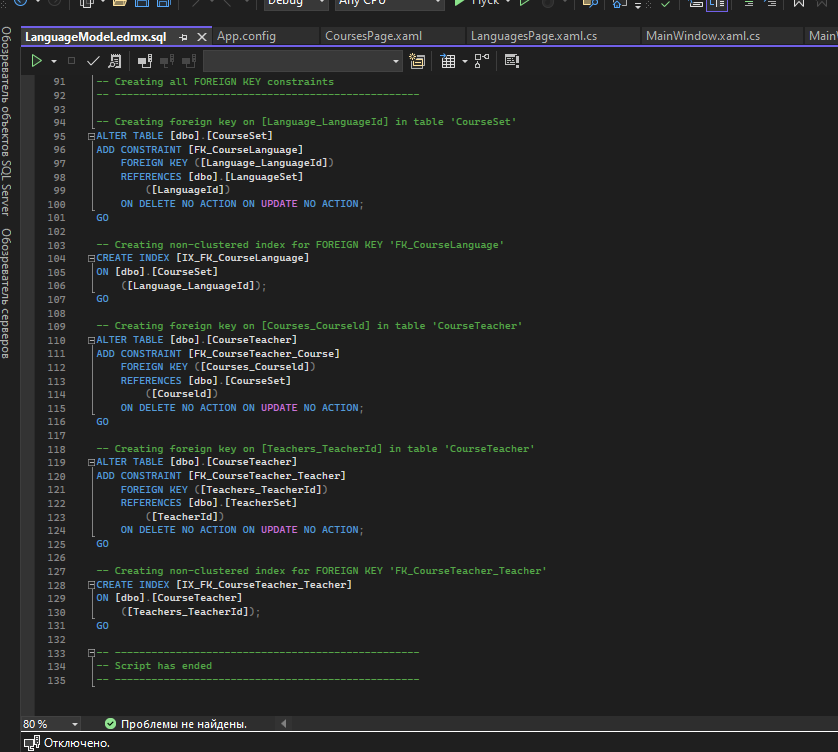 Debug
Any CPU
Пуск
LanguageModel.edmx.sql
App.config
CoursesPage.xaml
LanguagesPage.xaml.cs
MainWindow.xaml.cs
Обозреватель объектов SQL Server
Обозреватель серверов
91 -- Creating all FOREIGN KEY constraints
92 -- --------------------------------------------------
93
94 -- Creating foreign key on [Language_LanguageId] in table 'CourseSet'
95 ALTER TABLE [dbo].[CourseSet]
96 ADD CONSTRAINT [FK_CourseLanguage]
97     FOREIGN KEY ([Language_LanguageId])
98     REFERENCES [dbo].[LanguageSet]
99         ([LanguageId])
100     ON DELETE NO ACTION ON UPDATE NO ACTION;
101 GO
102
103 -- Creating non-clustered index for FOREIGN KEY 'FK_CourseLanguage'
104 CREATE INDEX [IX_FK_CourseLanguage]
105 ON [dbo].[CourseSet]
106     ([Language_LanguageId]);
107 GO
108
109 -- Creating foreign key on [Courses_CourseId] in table 'CourseTeacher'
110 ALTER TABLE [dbo].[CourseTeacher]
111 ADD CONSTRAINT [FK_CourseTeacher_Course]
112     FOREIGN KEY ([Courses_CourseId])
113     REFERENCES [dbo].[CourseSet]
114         ([CourseId])
115     ON DELETE NO ACTION ON UPDATE NO ACTION;
116 GO
117
118 -- Creating foreign key on [Teachers_TeacherId] in table 'CourseTeacher'
119 ALTER TABLE [dbo].[CourseTeacher]
120 ADD CONSTRAINT [FK_CourseTeacher_Teacher]
121     FOREIGN KEY ([Teachers_TeacherId])
122     REFERENCES [dbo].[TeacherSet]
123         ([TeacherId])
124     ON DELETE NO ACTION ON UPDATE NO ACTION;
125 GO
126
127 -- Creating non-clustered index for FOREIGN KEY 'FK_CourseTeacher_Teacher'
128 CREATE INDEX [IX_FK_CourseTeacher_Teacher]
129 ON [dbo].[CourseTeacher]
130     ([Teachers_TeacherId]);
131 GO
132
133 -- --------------------------------------------------
134 -- Script has ended
135 -- --------------------------------------------------
80 %
Проблемы не найдены.
Отключено.